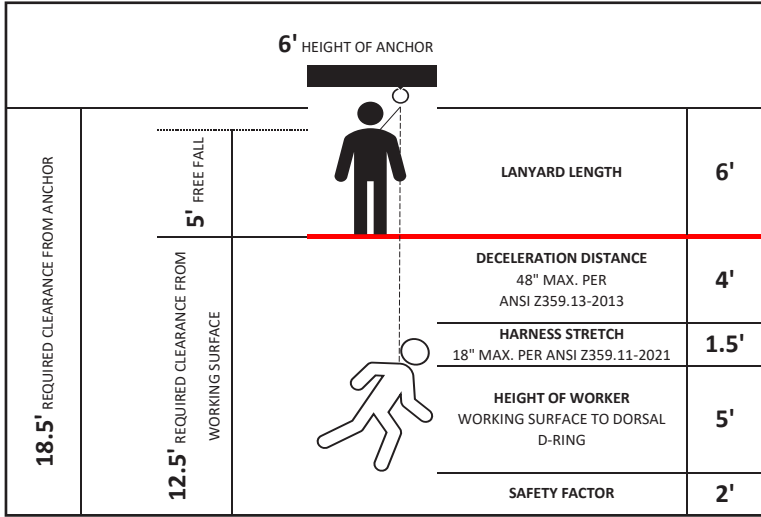 6' HEIGHT OF ANCHOR
18.5' REQUIRED CLEARANCE FROM ANCHOR
5' FREE FALL
12.5' REQUIRED CLEARANCE FROM
WORKING SURFACE
LANYARD LENGTH
6'
DECELERATION DISTANCE
48" MAX. PER
ANSI Z359.13-2013
4'
HARNESS STRETCH
18" MAX. PER ANSI Z359.11-2021
1.5'
HEIGHT OF WORKER
WORKING SURFACE TO DORSAL
D-RING
5'
SAFETY FACTOR
2'